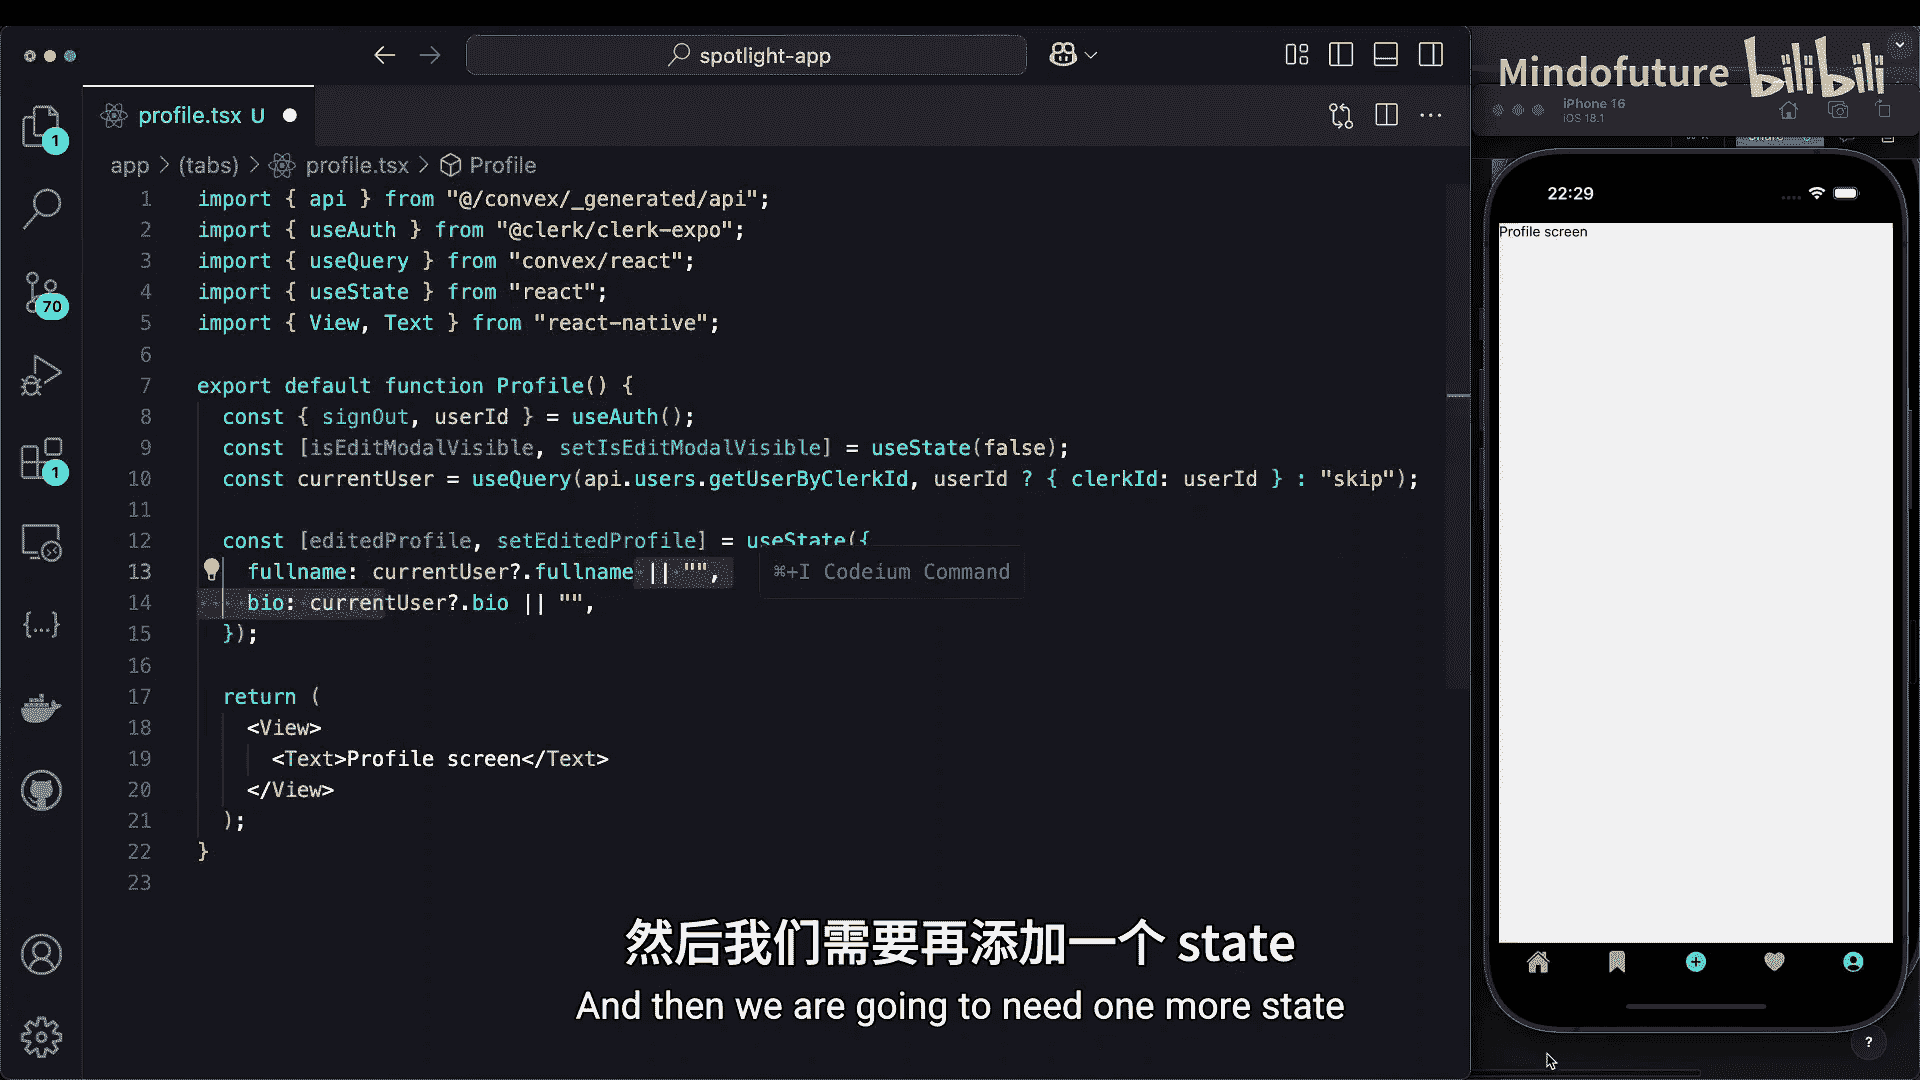 spotlight-app
Mindofuture bilibili
iPhone 16
iOS 18.1
profile.tsx U
app > (tabs) > profile.tsx > Profile
1
70
1
1 import { api } from "@/convex/_generated/api";
2 import { useAuth } from "@clerk/clerk-expo";
3 import { useQuery } from "convex/react";
4 import { useState } from "react";
5 import { View, Text } from "react-native";
6
7 export default function Profile() {
8 const { signOut, userId } = useAuth();
9 const [isEditModalVisible, setIsEditModalVisible] = useState(false);
10 const currentUser = useQuery(api.users.getUserByClerkId, userId ? { clerkId: userId } : "skip");
11
12 const [editedProfile, setEditedProfile] = useState({
13 fullname: currentUser?.fullname || "", ⌘+I Codeium Command
14 bio: currentUser?.bio || "",
15 });
16
17 return (
18 <View>
19 <Text>Profile screen</Text>
20 </View>
21 );
22 }
23
22:29
Profile screen
然后我们需要再添加一个 state
And then we are going to need one more state
?